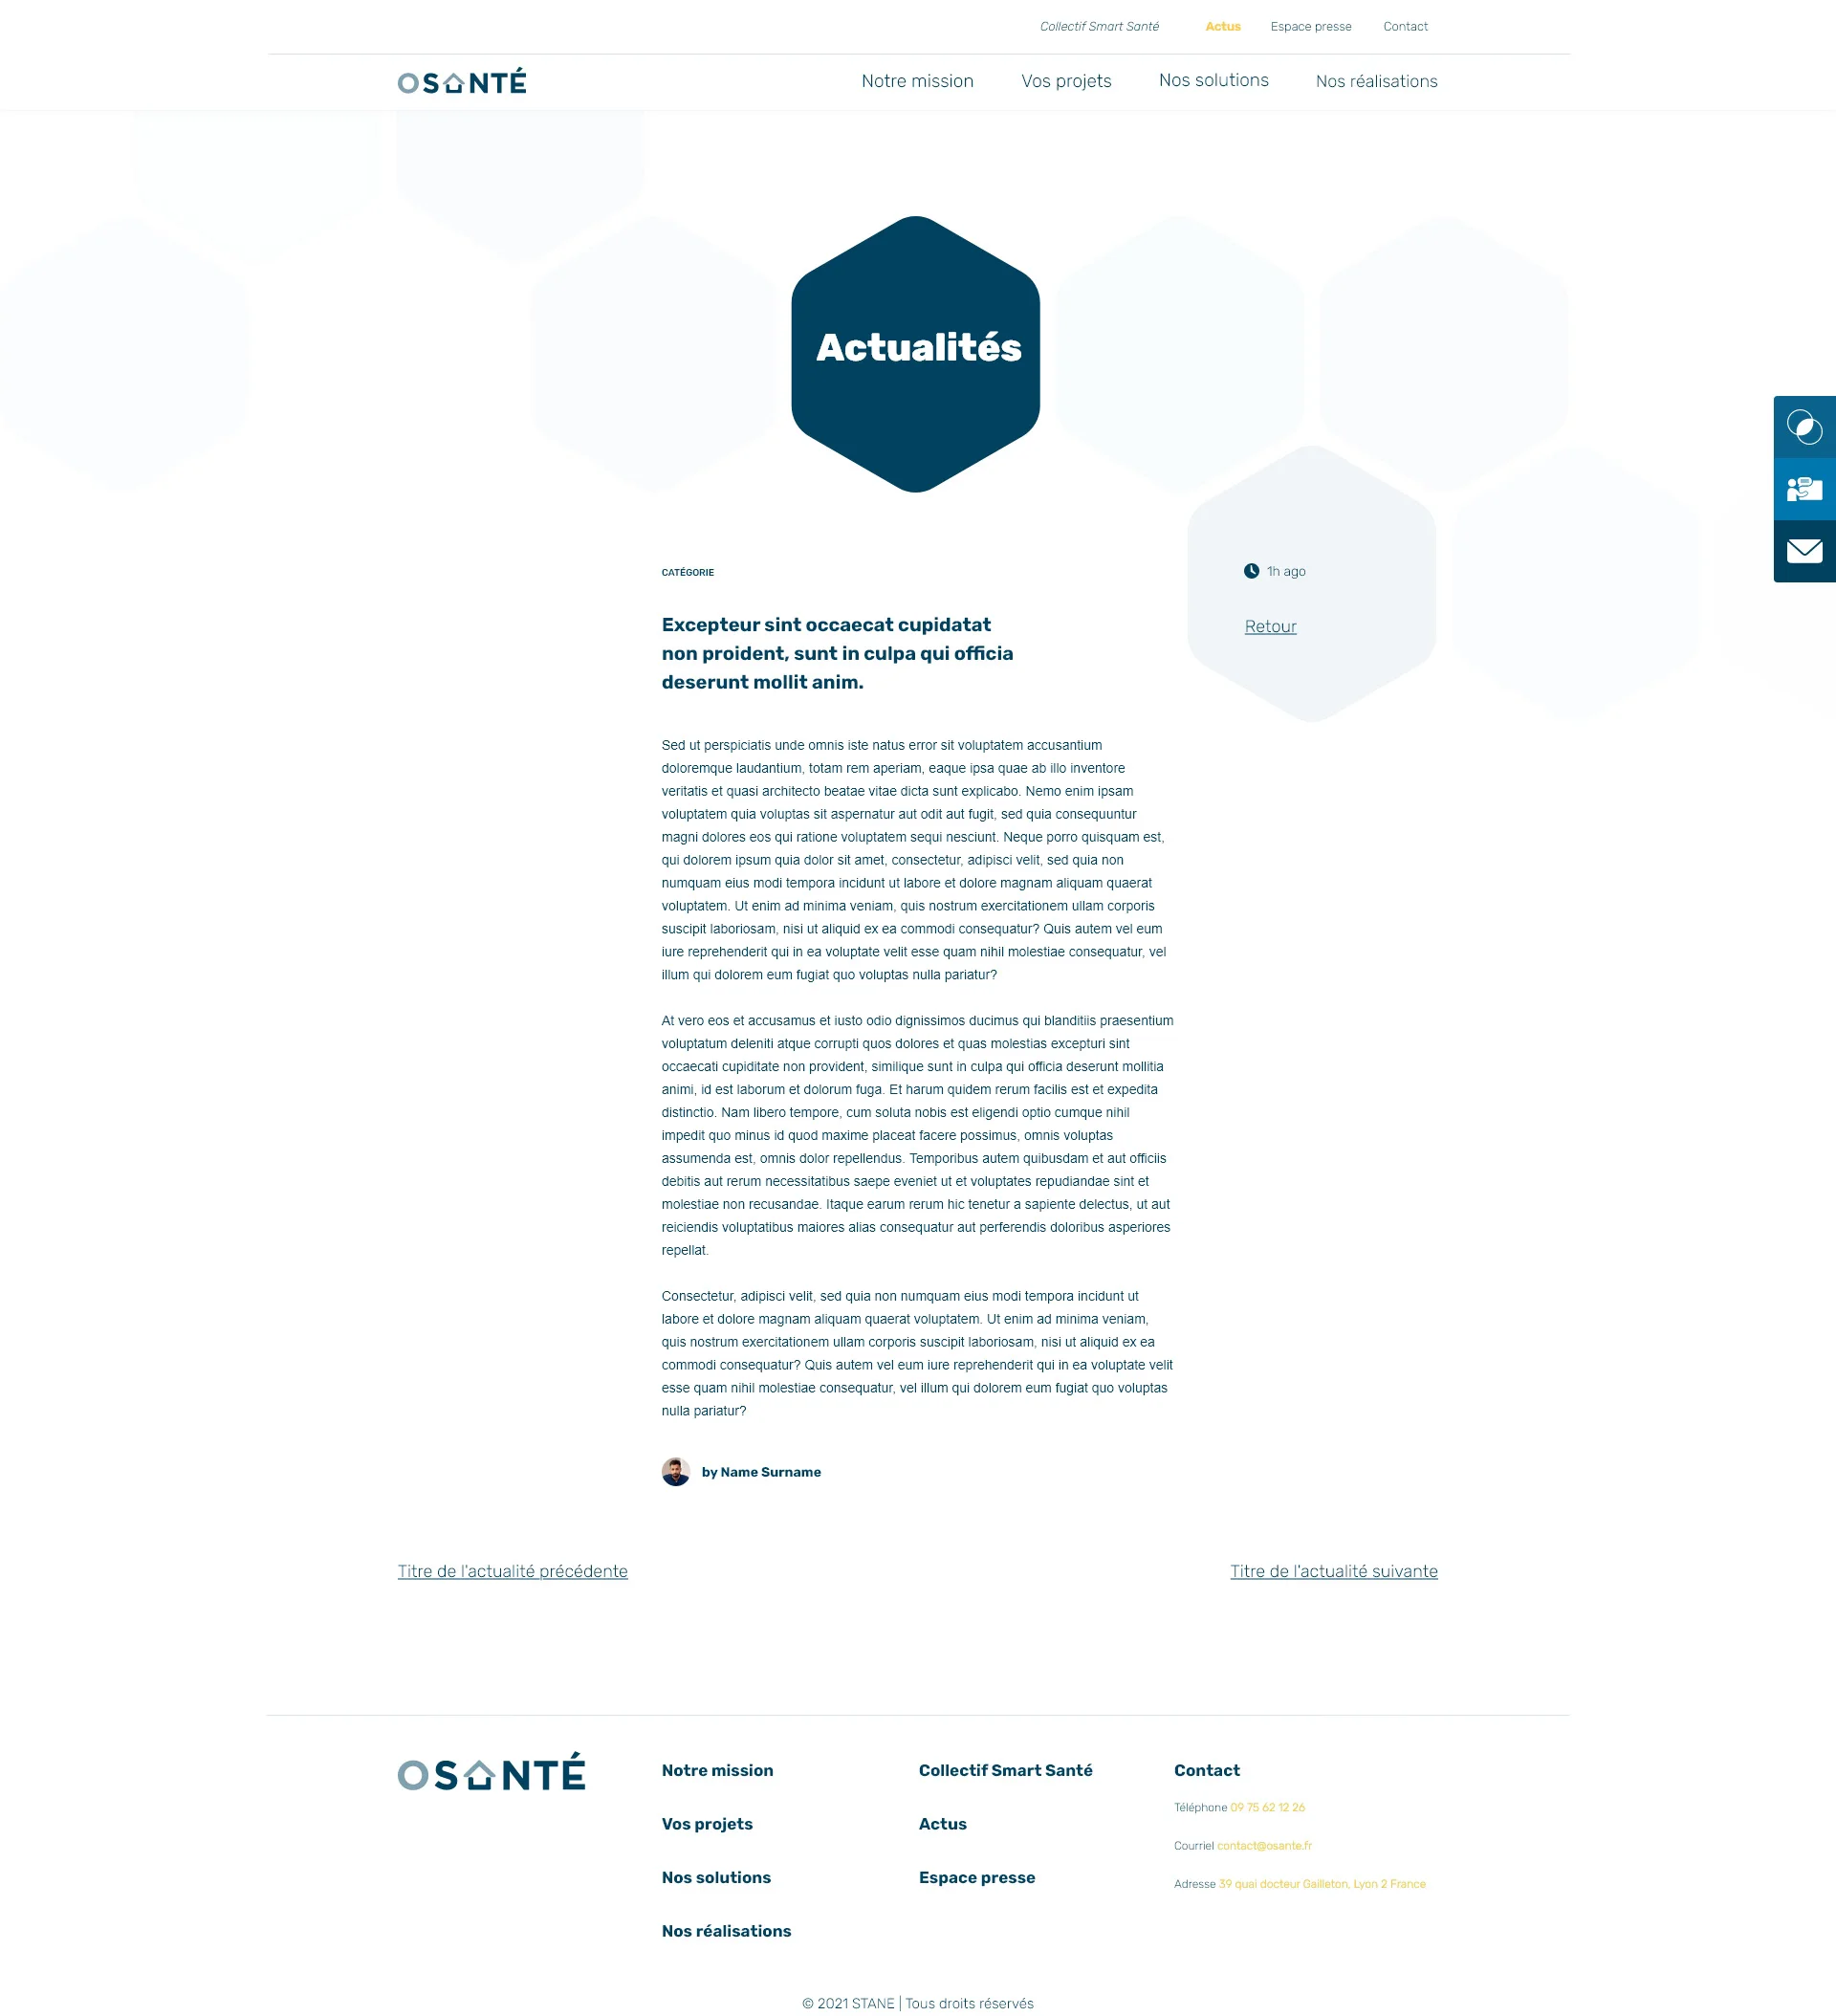 Collectif Smart Santé Actus Espace presse Contact
OSANTÉ Notre mission Vos projets Nos solutions Nos réalisations
Actualités
CATÉGORIE
1h ago
Retour
Excepteur sint occaecat cupidatat
non proident, sunt in culpa qui officia
deserunt mollit anim.
Sed ut perspiciatis unde omnis iste natus error sit voluptatem accusantium
doloremque laudantium, totam rem aperiam, eaque ipsa quae ab illo inventore
veritatis et quasi architecto beatae vitae dicta sunt explicabo. Nemo enim ipsam
voluptatem quia voluptas sit aspernatur aut odit aut fugit, sed quia consequuntur
magni dolores eos qui ratione voluptatem sequi nesciunt. Neque porro quisquam est,
qui dolorem ipsum quia dolor sit amet, consectetur, adipisci velit, sed quia non
numquam eius modi tempora incidunt ut labore et dolore magnam aliquam quaerat
voluptatem. Ut enim ad minima veniam, quis nostrum exercitationem ullam corporis
suscipit laboriosam, nisi ut aliquid ex ea commodi consequatur? Quis autem vel eum
iure reprehenderit qui in ea voluptate velit esse quam nihil molestiae consequatur, vel
illum qui dolorem eum fugiat quo voluptas nulla pariatur?
At vero eos et accusamus et iusto odio dignissimos ducimus qui blanditiis praesentium
voluptatum deleniti atque corrupti quos dolores et quas molestias excepturi sint
occaecati cupiditate non provident, similique sunt in culpa qui officia deserunt mollitia
animi, id est laborum et dolorum fuga. Et harum quidem rerum facilis est et expedita
distinctio. Nam libero tempore, cum soluta nobis est eligendi optio cumque nihil
impedit quo minus id quod maxime placeat facere possimus, omnis voluptas
assumenda est, omnis dolor repellendus. Temporibus autem quibusdam et aut officiis
debitis aut rerum necessitatibus saepe eveniet ut et voluptates repudiandae sint et
molestiae non recusandae. Itaque earum rerum hic tenetur a sapiente delectus, ut aut
reiciendis voluptatibus maiores alias consequatur aut perferendis doloribus asperiores
repellat.
Consectetur, adipisci velit, sed quia non numquam eius modi tempora incidunt ut
labore et dolore magnam aliquam quaerat voluptatem. Ut enim ad minima veniam,
quis nostrum exercitationem ullam corporis suscipit laboriosam, nisi ut aliquid ex ea
commodi consequatur? Quis autem vel eum iure reprehenderit qui in ea voluptate velit
esse quam nihil molestiae consequatur, vel illum qui dolorem eum fugiat quo voluptas
nulla pariatur?
by Name Surname
Titre de l'actualité précédente
Titre de l'actualité suivante
OSANTÉ
Notre mission
Vos projets
Nos solutions
Nos réalisations
Collectif Smart Santé
Actus
Espace presse
Contact
Téléphone 09 75 62 12 26
Courriel contact@osante.fr
Adresse 39 quai docteur Gailleton, Lyon 2 France
© 2021 STANE | Tous droits réservés